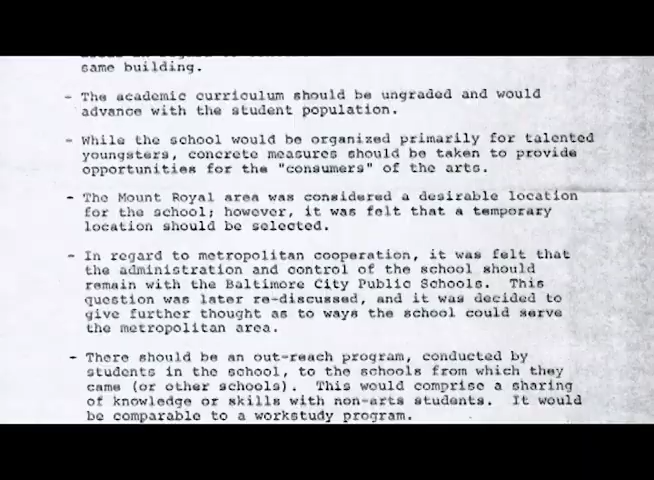 same building.
- The academic curriculum should be ungraded and would
advance with the student population.
- While the school would be organized primarily for talented
youngsters, concrete measures should be taken to provide
opportunities for the "consumers" of the arts.
- The Mount Royal area was considered a desirable location
for the school; however, it was felt that a temporary
location should be selected.
- In regard to metropolitan cooperation, it was felt that
the administration and control of the school should
remain with the Baltimore City Public Schools. This
question was later re-discussed, and it was decided to
give further thought as to ways the school could serve
the metropolitan area.
- There should be an out-reach program, conducted by
students in the school, to the schools from which they
came (or other schools). This would comprise a sharing
of knowledge or skills with non-arts students. It would
be comparable to a workstudy program.